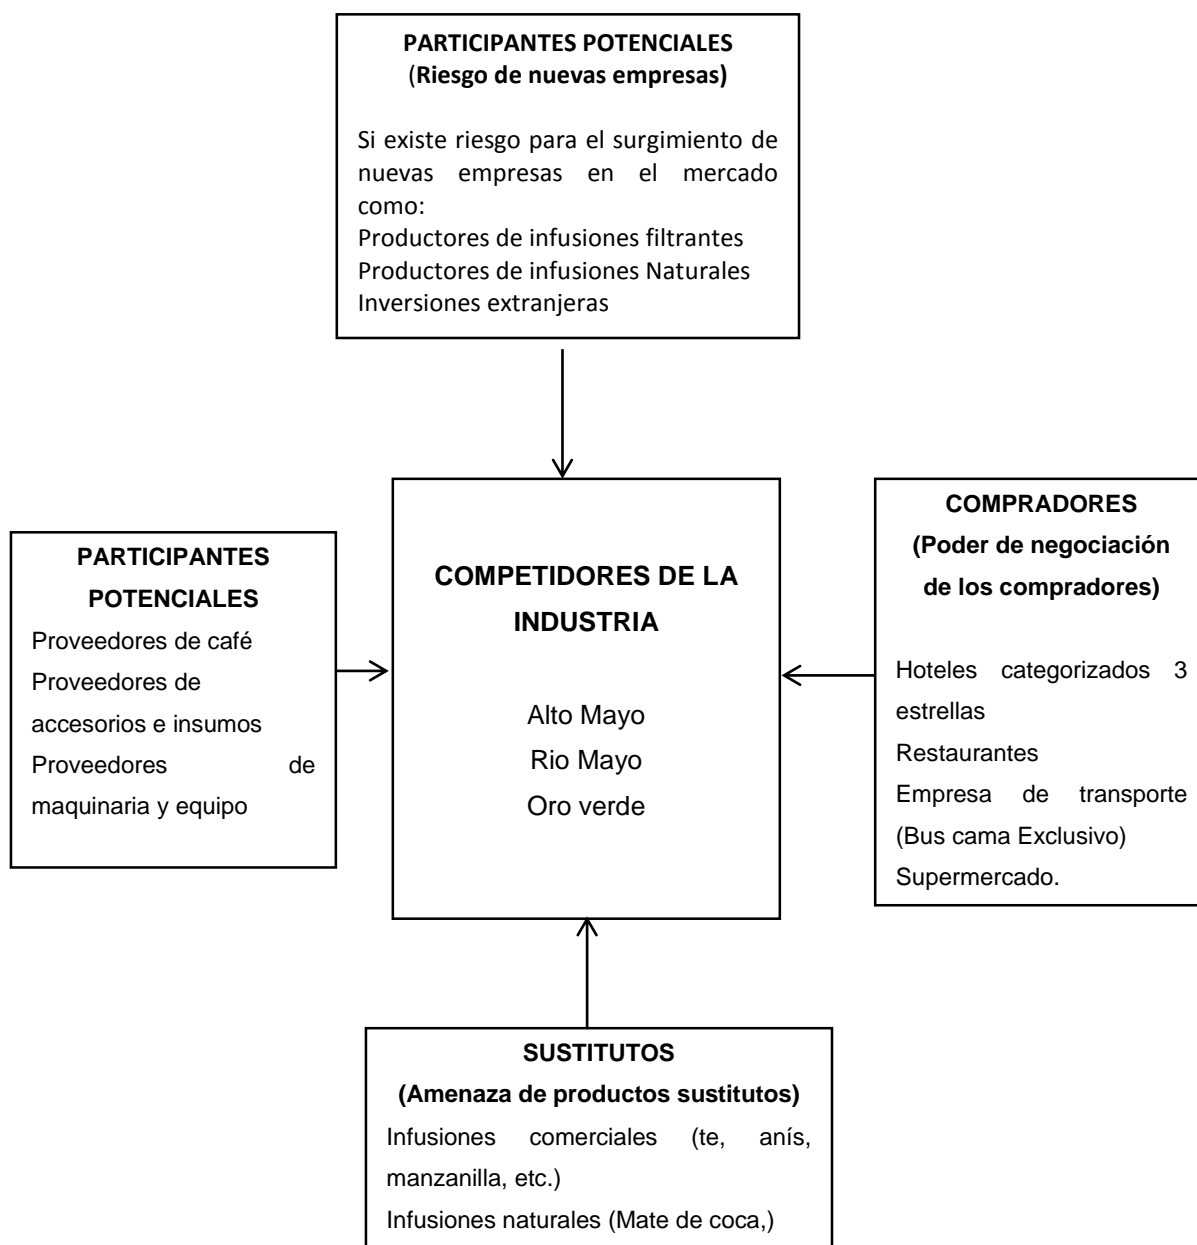 PARTICIPANTES POTENCIALES
(Riesgo de nuevas empresas)
Si existe riesgo para el surgimiento de
nuevas empresas en el mercado
como:
Productores de infusiones filtrantes
Productores de infusiones Naturales
Inversiones extranjeras
PARTICIPANTES
POTENCIALES
Proveedores de café
Proveedores de
accesorios e insumos
Proveedores de
maquinaria y equipo
COMPETIDORES DE LA
INDUSTRIA
Alto Mayo
Rio Mayo
Oro verde
COMPRADORES
(Poder de negociación
de los compradores)
Hoteles categorizados 3
estrellas
Restaurantes
Empresa de transporte
(Bus cama Exclusivo)
Supermercado.
SUSTITUTOS
(Amenaza de productos sustitutos)
Infusiones comerciales (te, anís,
manzanilla, etc.)
Infusiones naturales (Mate de coca,)